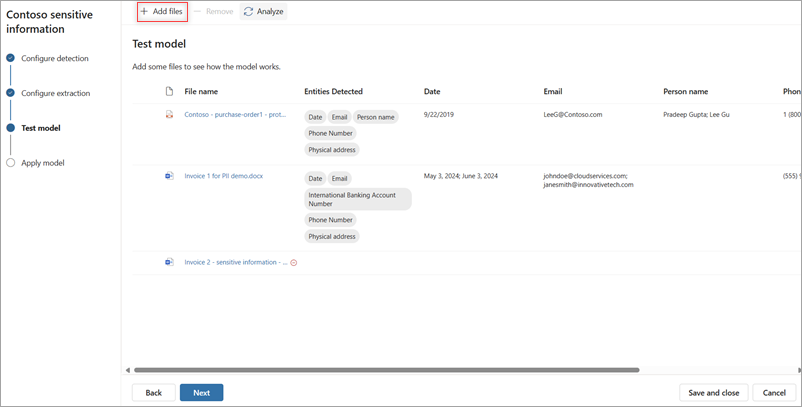 Contoso sensitive
information
Configure detection
Configure extraction
Test model
Apply model
Add files
Remove
Analyze
Test model
Add some files to see how the model works.
File name
Entities Detected
Date
Email
Person name
Phon
Contoso - purchase-order1 - prot...
Date
Email
Person name
Phone Number
Physical address
9/22/2019
LeeG@Contoso.com
Pradeep Gupta; Lee Gu
1 (800
Invoice 1 for PII demo.docx
Date
Email
International Banking Account
Number
Phone Number
Physical address
May 3, 2024; June 3, 2024
johndoe@cloudservices.com;
janesmith@innovativetech.com
(555) 9
Invoice 2 - sensitive information - ...
Back
Next
Save and close
Cancel